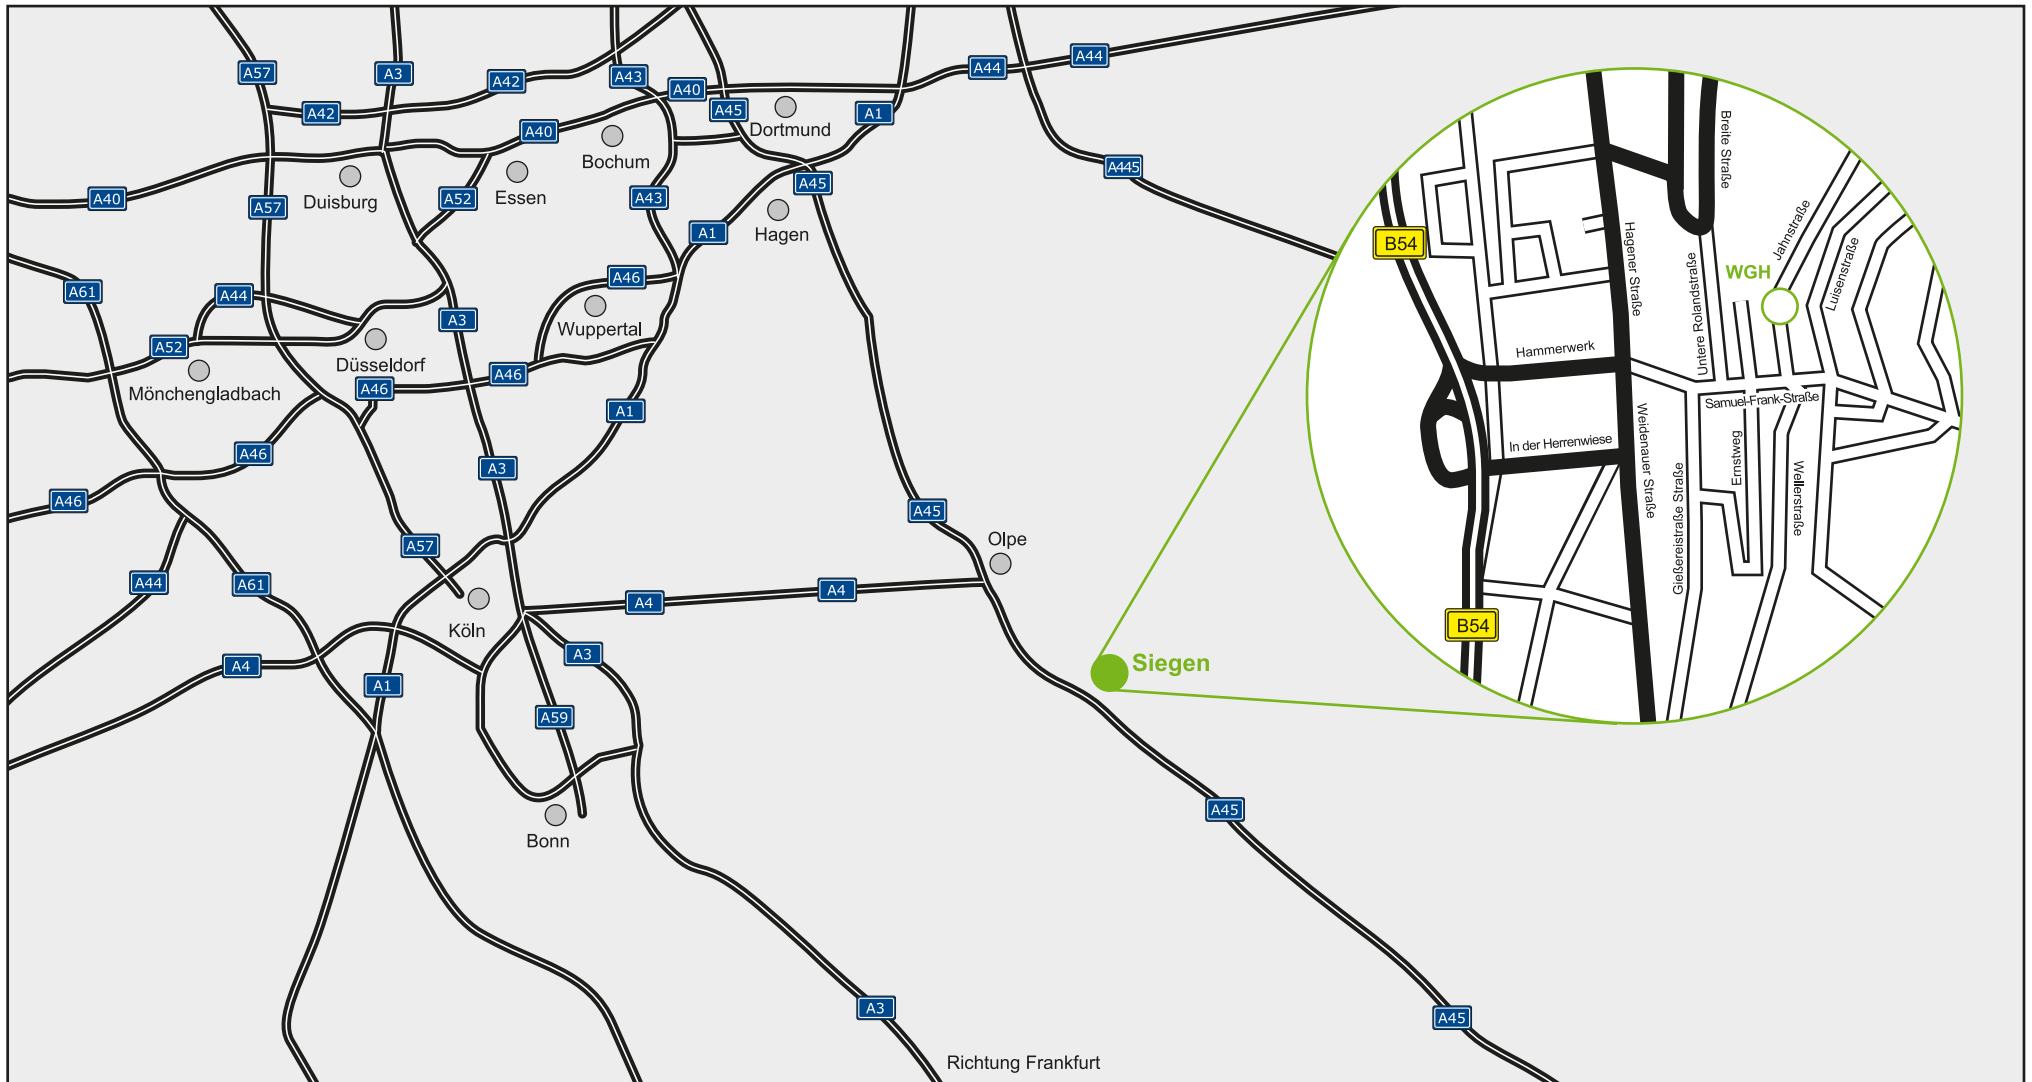 A57
A3
A42
A43
A40
A44
A44
A42
A45
A1
A40
Dortmund
Bochum
Essen
Duisburg
A40
A57
A52
A43
A45
A445
Hagen
A1
A61
A44
A46
A3
Wuppertal
A52
Düsseldorf
Mönchengladbach
A46
A46
A1
A46
A3
A46
A45
A57
Olpe
A44
A61
A4
A4
Köln
A4
A3
A1
A59
Siegen
Bonn
A45
A3
A45
Richtung Frankfurt
B54
Breite Straße
Hagener Straße
Jahnstraße
Luisenstraße
WGH
Untere Rolandstraße
Hammerwerk
Samuel-Frank-Straße
In der Herrenwiese
Weidenauer Straße
Ernstweg
Gießereistraße Straße
Wellerstraße
B54